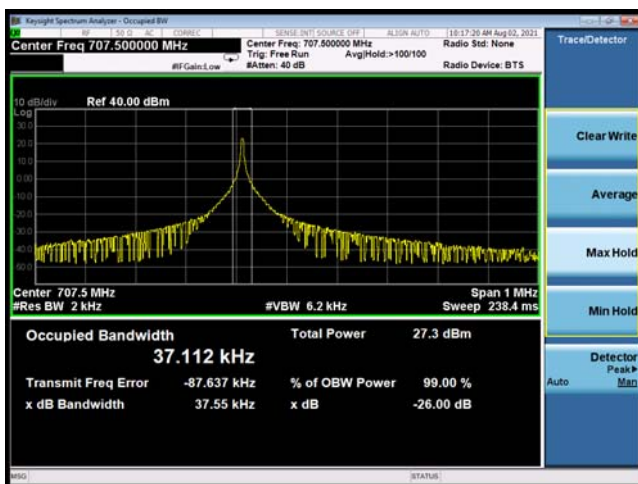 Keysight Spectrum Analyzer - Occupied BW
RF 50 Ω AC CORREC SENSE:INT SOURCE OFF ALIGN AUTO 10:17:20 AM Aug 02, 2021
Center Freq 707.500000 MHz
Center Freq: 707.500000 MHz
Radio Std: None
Trig: Free Run Avg|Hold:>100/100
#IFGain:Low #Atten: 40 dB
Radio Device: BTS
Trace/Detector
10 dB/div Ref 40.00 dBm
Log
30.0
20.0
10.0
0.00
-10.0
-20.0
-30.0
-40.0
-50.0
Center 707.5 MHz Span 1 MHz
#Res BW 2 kHz #VBW 6.2 kHz Sweep 238.4 ms
Occupied Bandwidth Total Power 27.3 dBm
37.112 kHz
Transmit Freq Error -87.637 kHz % of OBW Power 99.00 %
x dB Bandwidth 37.55 kHz x dB -26.00 dB
Clear Write
Average
Max Hold
Min Hold
Detector
Peak▶
Auto Man
MSG STATUS